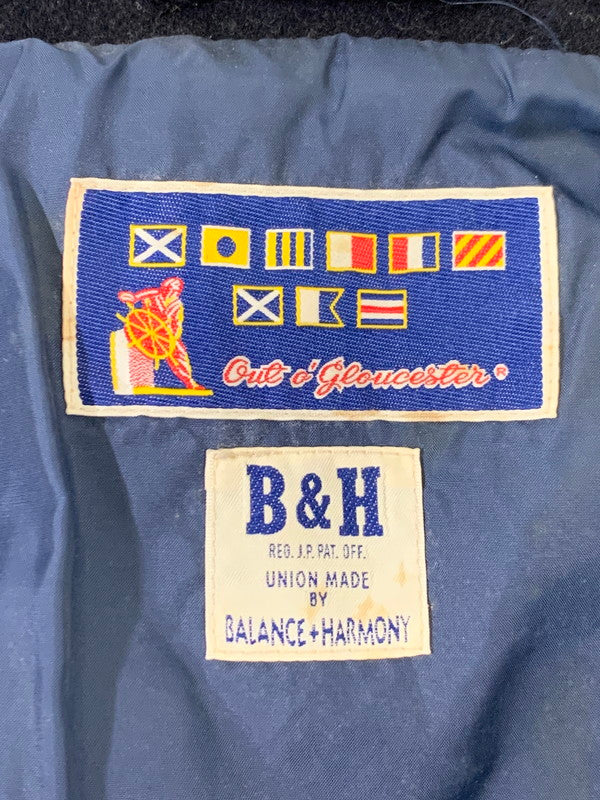 Out o' Gloucester®
B&H
REG. J.P. PAT. OFF.
UNION MADE
BY
BALANCE+HARMONY